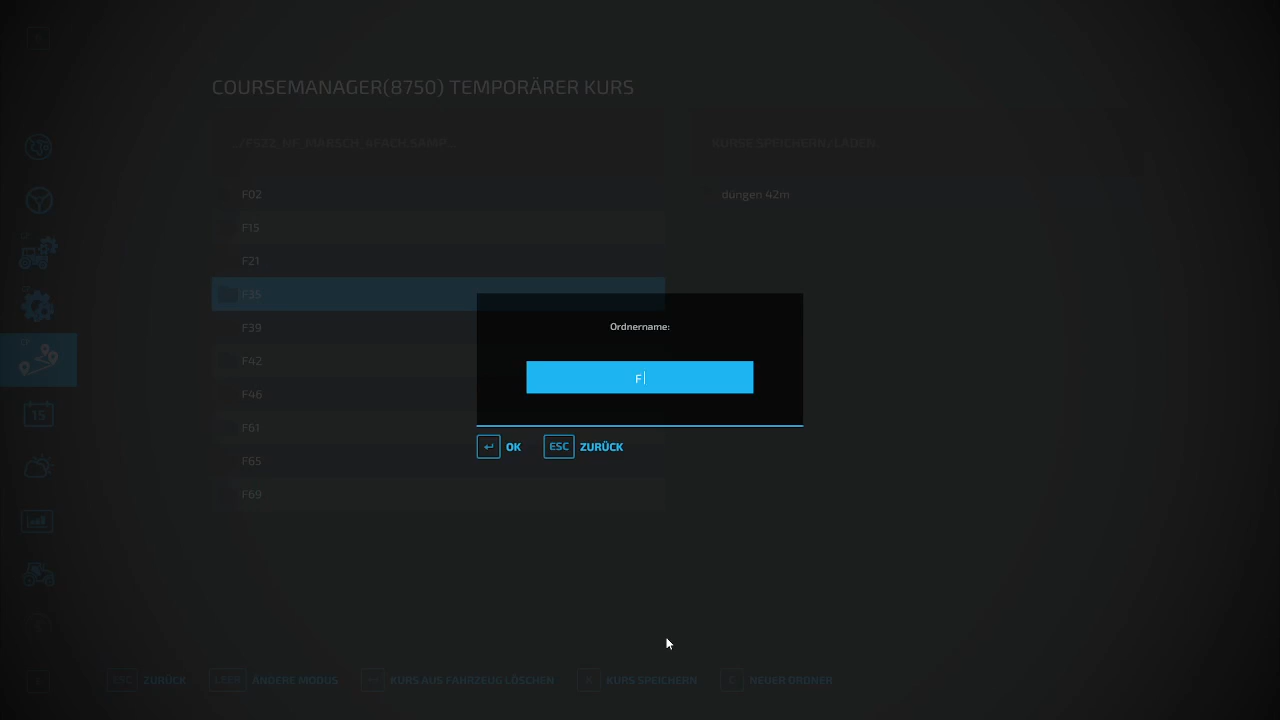 COURSEMANAGER(8750) TEMPORÄRER KURS
KURSE SPEICHERN/ LADEN
F02
düngen 42m
F15
F21
F35
F39
F42
F46
F61
F65
F69
Ordnername:
F
OK
ESC ZURÜCK
15
ESC ZURÜCK LEER ANDERE MODUS KURS AUS FAHRZEUG LÖSCHEN KURS SPEICHERN NEUER ORDNER